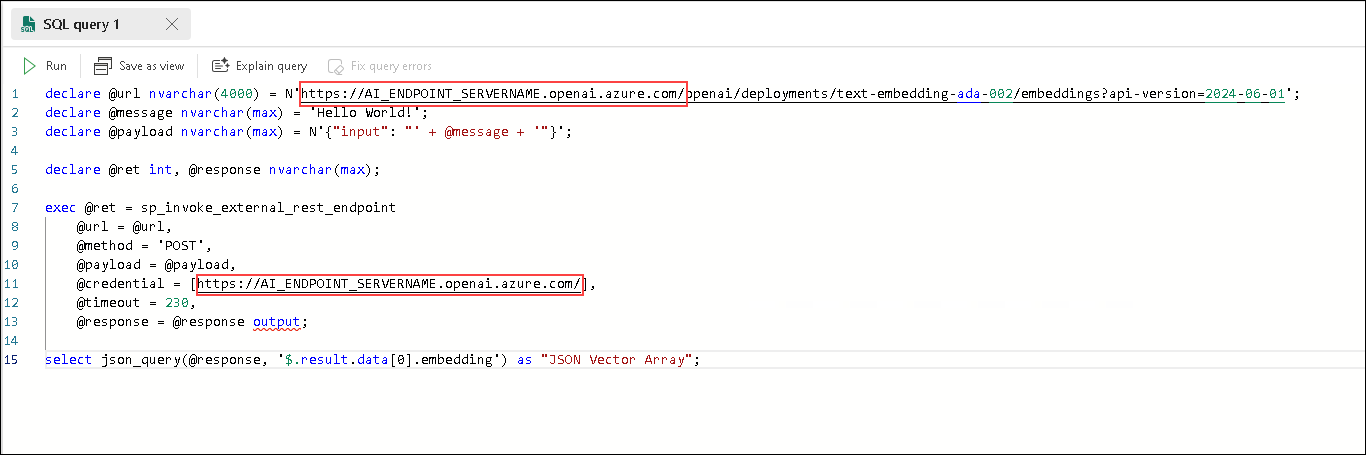 SQL query 1
Run Save as view Explain query Fix query errors
1 declare @url nvarchar(4000) = N'https://AI_ENDPOINT_SERVERNAME.openai.azure.com/openai/deployments/text-embedding-ada-002/embeddings?api-version=2024-06-01';
2 declare @message nvarchar(max) = 'Hello World!';
3 declare @payload nvarchar(max) = N'{"input": "' + @message + '"}';
4
5 declare @ret int, @response nvarchar(max);
6
7 exec @ret = sp_invoke_external_rest_endpoint
8 @url = @url,
9 @method = 'POST',
10 @payload = @payload,
11 @credential = [https://AI_ENDPOINT_SERVERNAME.openai.azure.com/],
12 @timeout = 230,
13 @response = @response output;
14
15 select json_query(@response, '$.result.data[0].embedding') as "JSON Vector Array";